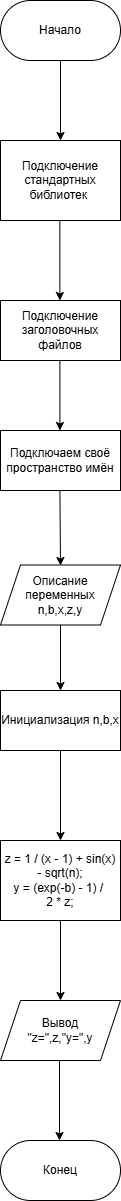 Начало
Подключение
стандартных
библиотек
Подключение
заголовочных
файлов
Подключаем своё
пространство имён
Описание
переменных
n,b,x,z,y
Инициализация n,b,x
z = 1 / (x - 1) + sin(x)
- sqrt(n);
y = (exp(-b) - 1) /
2 * z;
Вывод
"z=",z,"y=",y
Конец